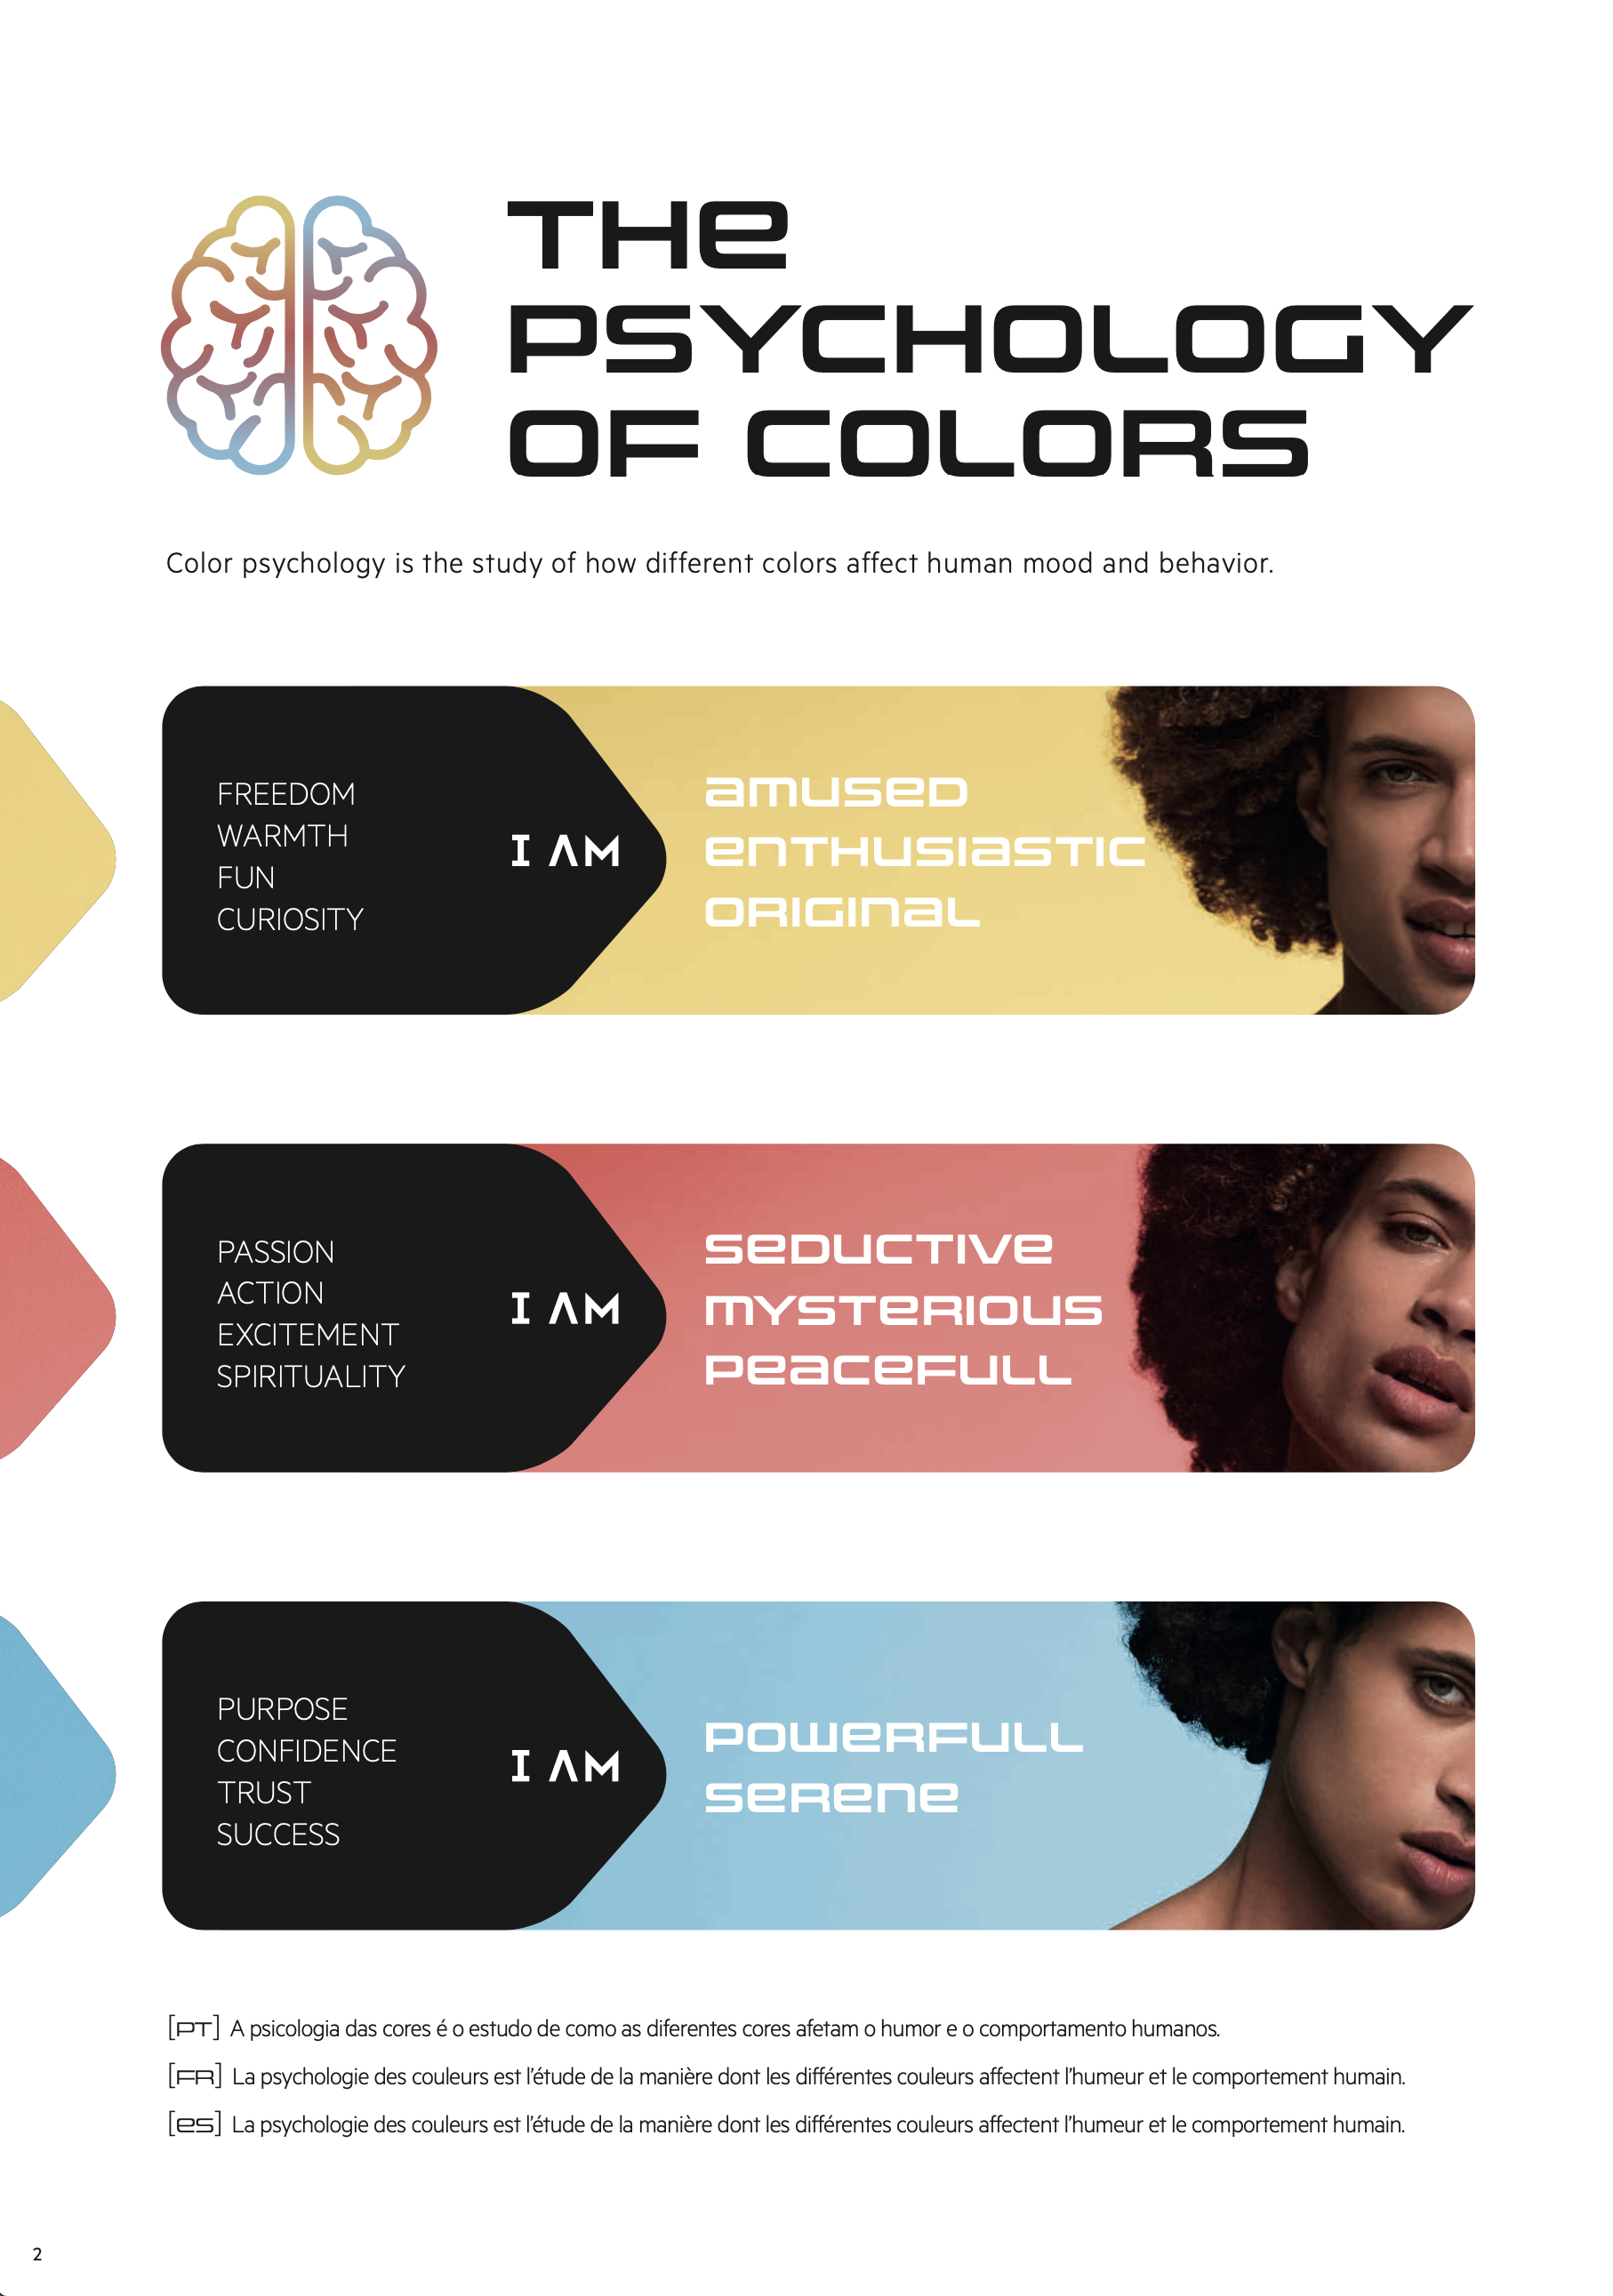 THE
PSYCHOLOGY
OF COLORS
Color psychology is the study of how different colors affect human mood and behavior.
FREEDOM
WARMTH
FUN
CURIOSITY
I AM
AMUSED
ENTHUSIASTIC
ORIGINAL
PASSION
ACTION
EXCITEMENT
SPIRITUALITY
I AM
SEDUCTIVE
MYSTERIOUS
PEACEFULL
PURPOSE
CONFIDENCE
TRUST
SUCCESS
I AM
POWERFULL
SERENE
[PT] A psicologia das cores é o estudo de como as diferentes cores afetam o humor e o comportamento humanos.
[FR] La psychologie des couleurs est l'étude de la manière dont les différentes couleurs affectent l'humeur et le comportement humain.
[ES] La psychologie des couleurs est l'étude de la manière dont les différentes couleurs affectent l'humeur et le comportement humain.
2